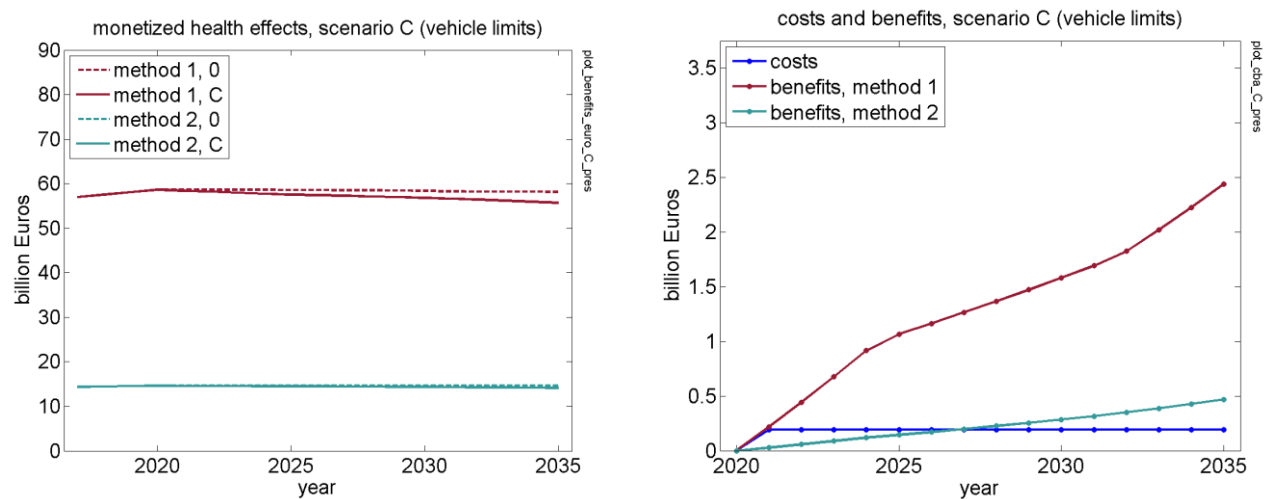 monetized health effects, scenario C (vehicle limits)
90
80
70
60
50
40
30
20
10
0
billion Euros
method 1, 0
method 1, C
method 2, 0
method 2, C
plot_benefits_euro_C_pres
2020
2025
2030
2035
year
costs and benefits, scenario C (vehicle limits)
3.5
3
2.5
2
1.5
1
0.5
0
billion Euros
costs
benefits, method 1
benefits, method 2
plot_cba_C_pres
2020
2025
2030
2035
year